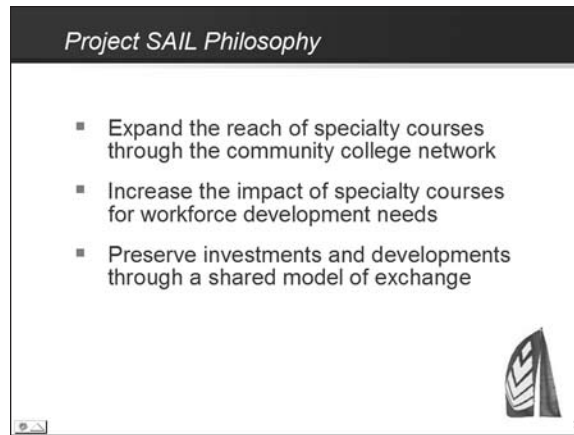 Project SAIL Philosophy
Expand the reach of specialty courses
through the community college network
Increase the impact of specialty courses
for workforce development needs
Preserve investments and developments
through a shared model of exchange